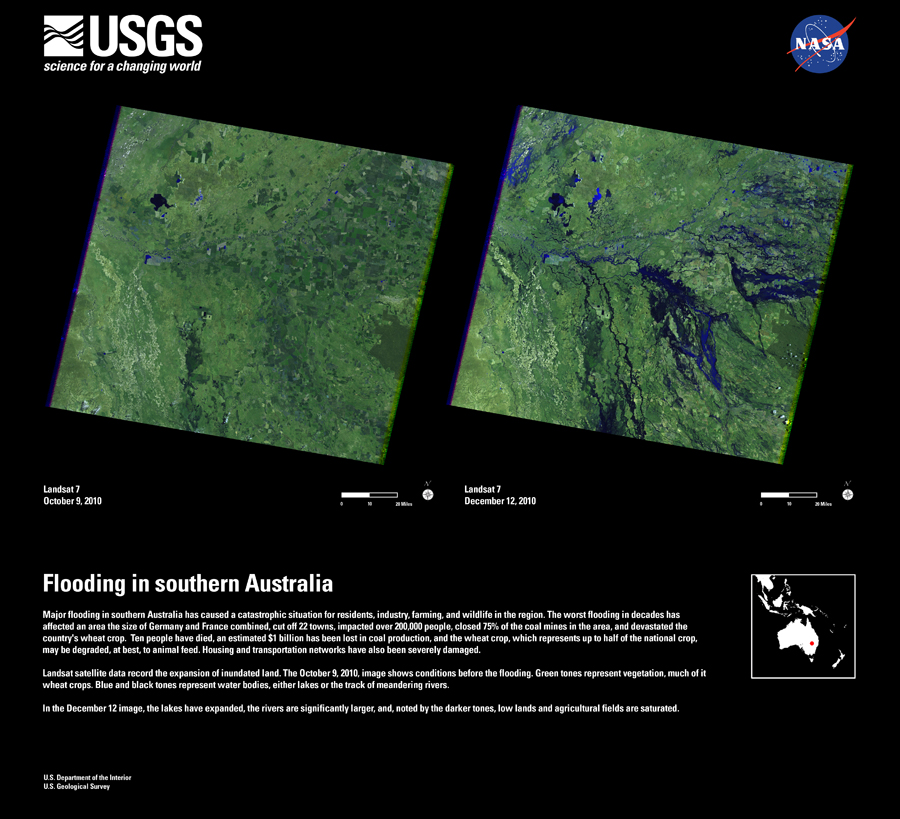 USGS
science for a changing world
NASA
Landsat 7
October 9, 2010
N
0 10 20 Miles
Landsat 7
December 12, 2010
N
0 10 20 Miles
Flooding in southern Australia
Major flooding in southern Australia has caused a catastrophic situation for residents, industry, farming, and wildlife in the region. The worst flooding in decades has
affected an area the size of Germany and France combined, cut off 22 towns, impacted over 200,000 people, closed 75% of the coal mines in the area, and devastated the
country's wheat crop. Ten people have died, an estimated $1 billion has been lost in coal production, and the wheat crop, which represents up to half of the national crop,
may be degraded, at best, to animal feed. Housing and transportation networks have also been severely damaged.
Landsat satellite data record the expansion of inundated land. The October 9, 2010, image shows conditions before the flooding. Green tones represent vegetation, much of it
wheat crops. Blue and black tones represent water bodies, either lakes or the track of meandering rivers.
In the December 12 image, the lakes have expanded, the rivers are significantly larger, and, noted by the darker tones, low lands and agricultural fields are saturated.
U.S. Department of the Interior
U.S. Geological Survey